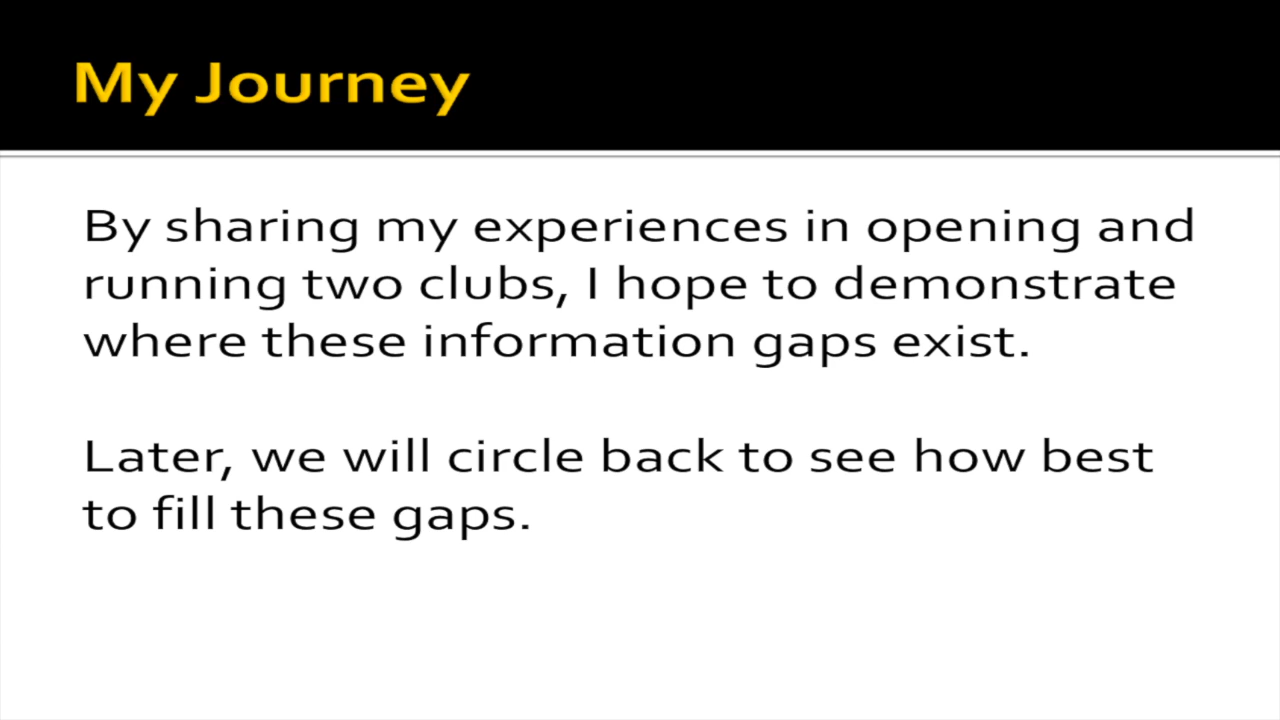 My Journey
By sharing my experiences in opening and
running two clubs, I hope to demonstrate
where these information gaps exist.
Later, we will circle back to see how best
to fill these gaps.